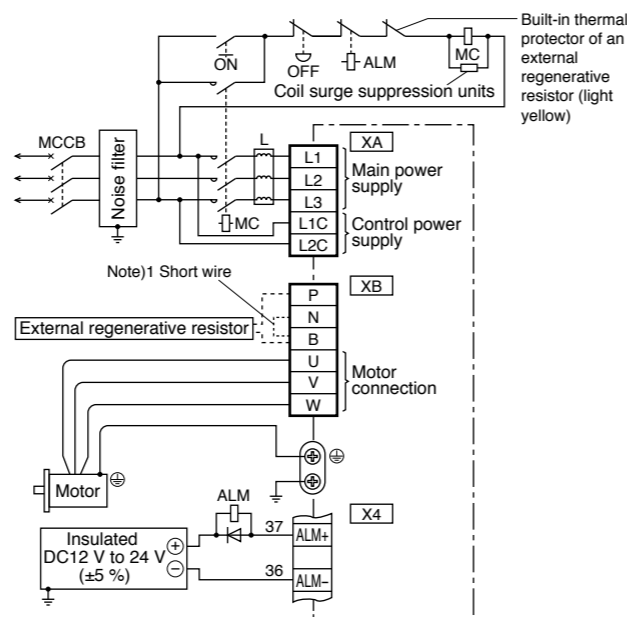 Built-in thermal
protector of an
external
regenerative
resistor (light
yellow)
ON
OFF
ALM
MC
Coil surge suppression units
MCCB
Noise filter
L
MC
XA
L1
L2
L3
L1C
L2C
Main power
supply
Control power
supply
Note)1 Short wire
External regenerative resistor
XB
P
N
B
U
V
W
Motor
connection
Motor
ALM
X4
Insulated
DC12 V to 24 V
(±5 %)
+
−
37
36
ALM+
ALM−